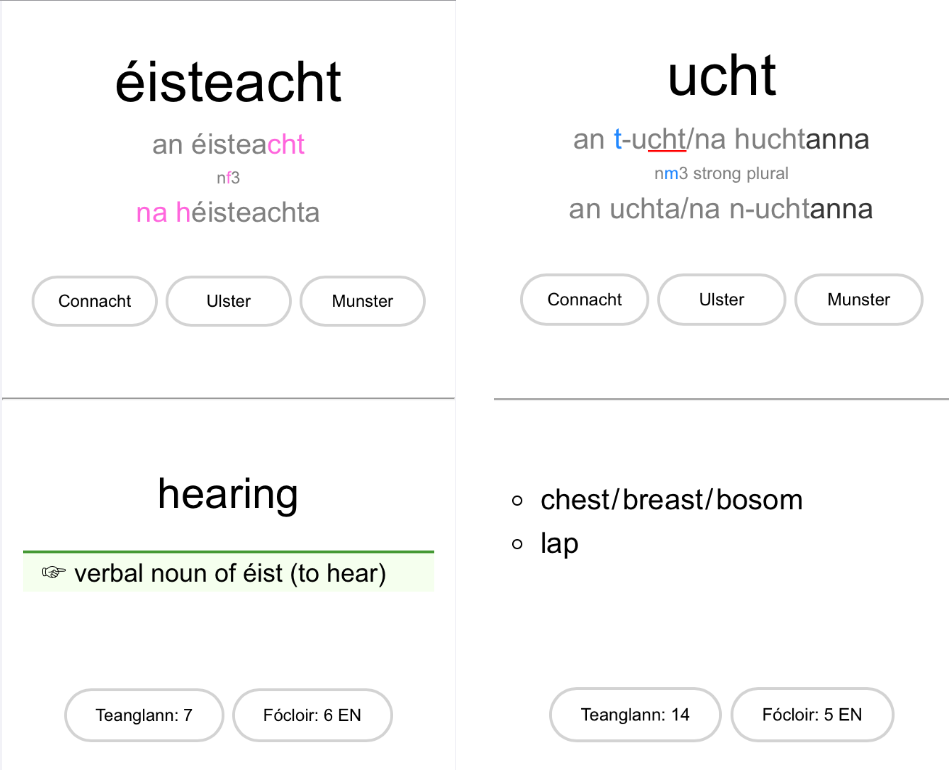 éisteacht
an éisteacht
nf3
na héisteachta
Connacht
Ulster
Munster
hearing
☞ verbal noun of éist (to hear)
Teanglann: 7
Fócloir: 6 EN
ucht
an t-ucht/na huchtanna
nm3 strong plural
an uchta/na n-uchtanna
Connacht
Ulster
Munster
chest/breast/bosom
lap
Teanglann: 14
Fócloir: 5 EN